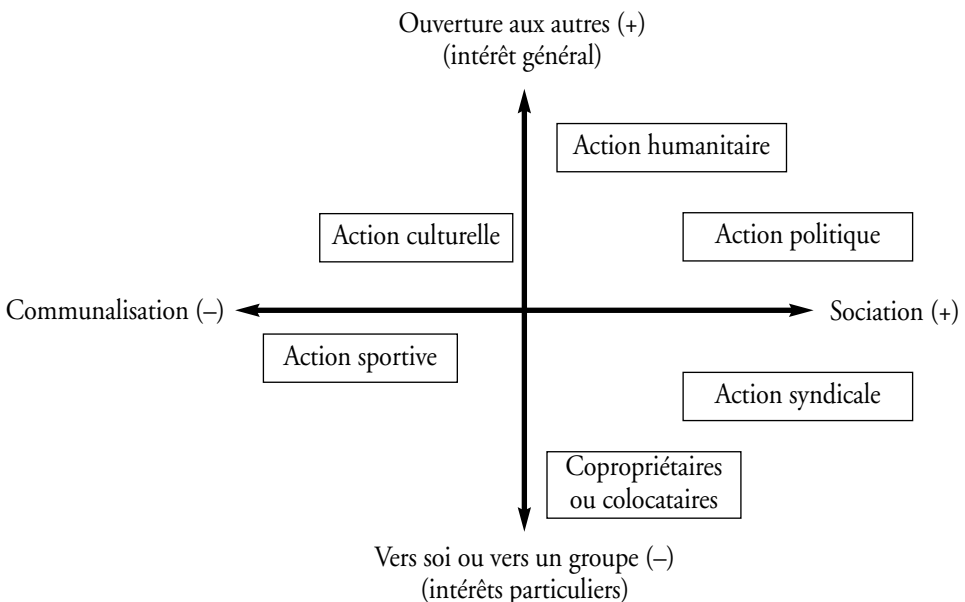 Ouverture aux autres (+)
(intérêt général)
Action humanitaire
Action culturelle
Action politique
Communalisation (–)
Sociation (+)
Action sportive
Action syndicale
Copropriétaires
ou colocataires
Vers soi ou vers un groupe (–)
(intérêts particuliers)